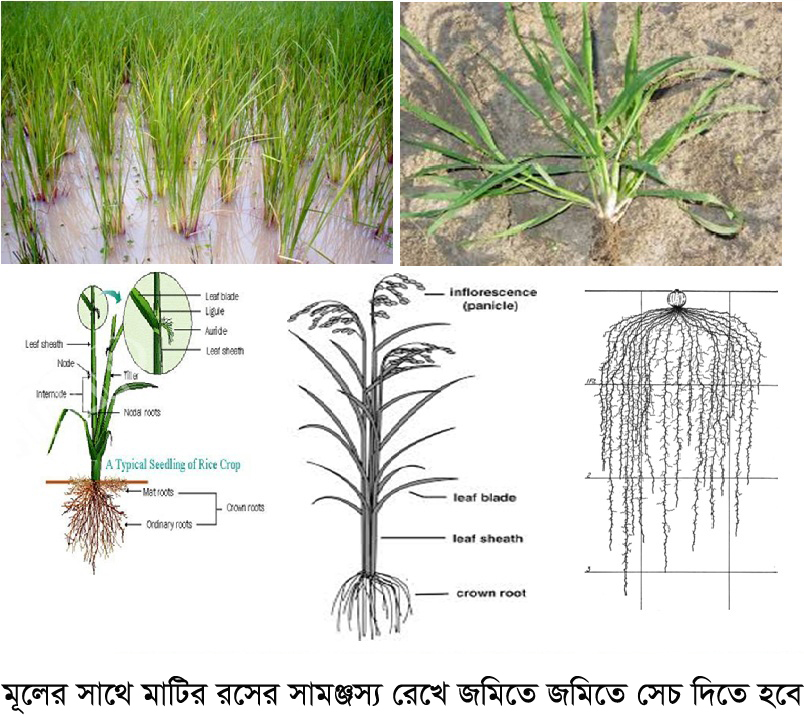 Leaf blade
Ligule
Auricle
Leaf sheath
Leaf sheath
Node
Tiller
Internode
Nodal roots
A Typical Seedling of Rice Crop
Mat roots
Crown roots
Ordinary roots
inflorescence
(panicle)
leaf blade
leaf sheath
crown root
2
3
মূলের সাথে মাটির রসের সামঞ্জস্য রেখে জমিতে জমিতে সেচ দিতে হবে